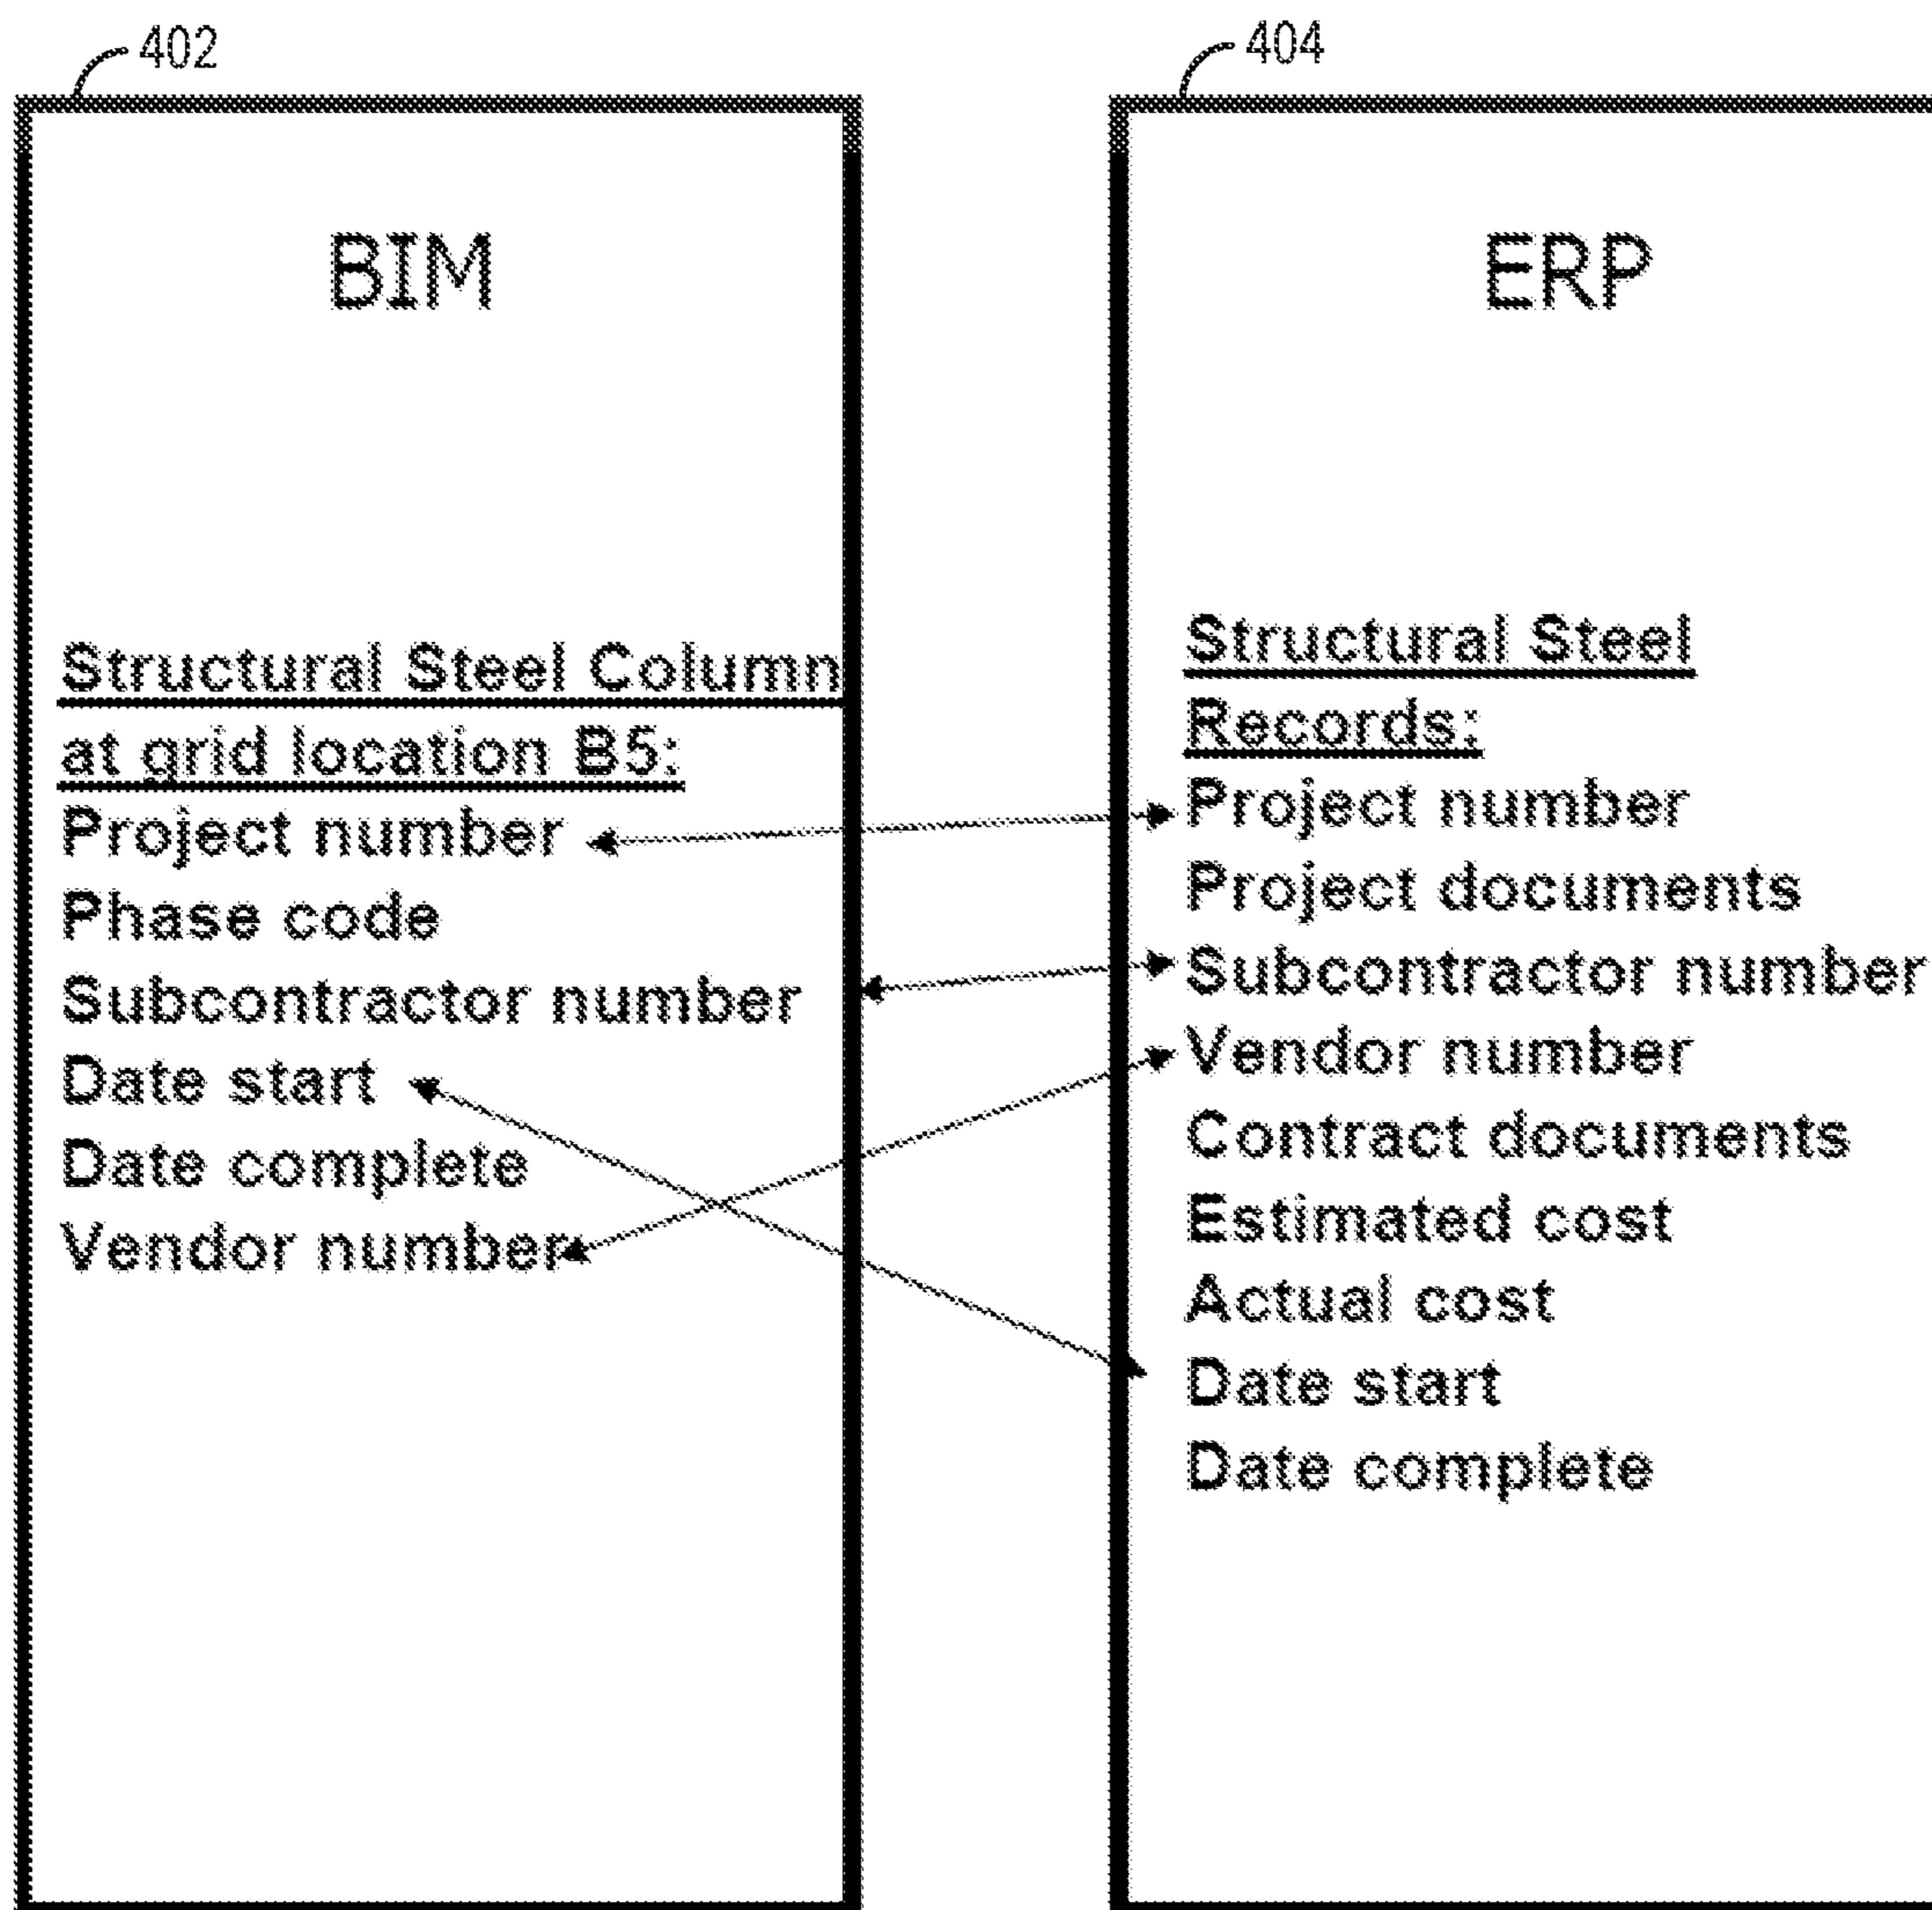 402
BIM
Structural Steel Column
at grid location B5:
Project number
Phase code
Subcontractor number
Date start
Date complete
Vendor number
404
ERP
Structural Steel
Records:
Project number
Project documents
Subcontractor number
Vendor number
Contract documents
Estimated cost
Actual cost
Date start
Date complete